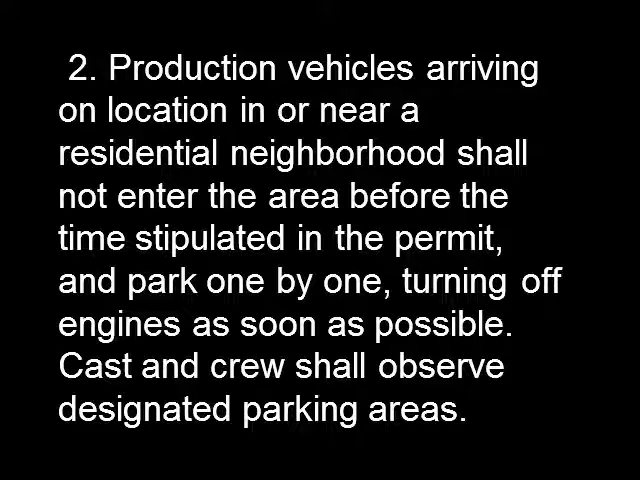 2. Production vehicles arriving
on location in or near a
residential neighborhood shall
not enter the area before the
time stipulated in the permit,
and park one by one, turning off
engines as soon as possible.
Cast and crew shall observe
designated parking areas.